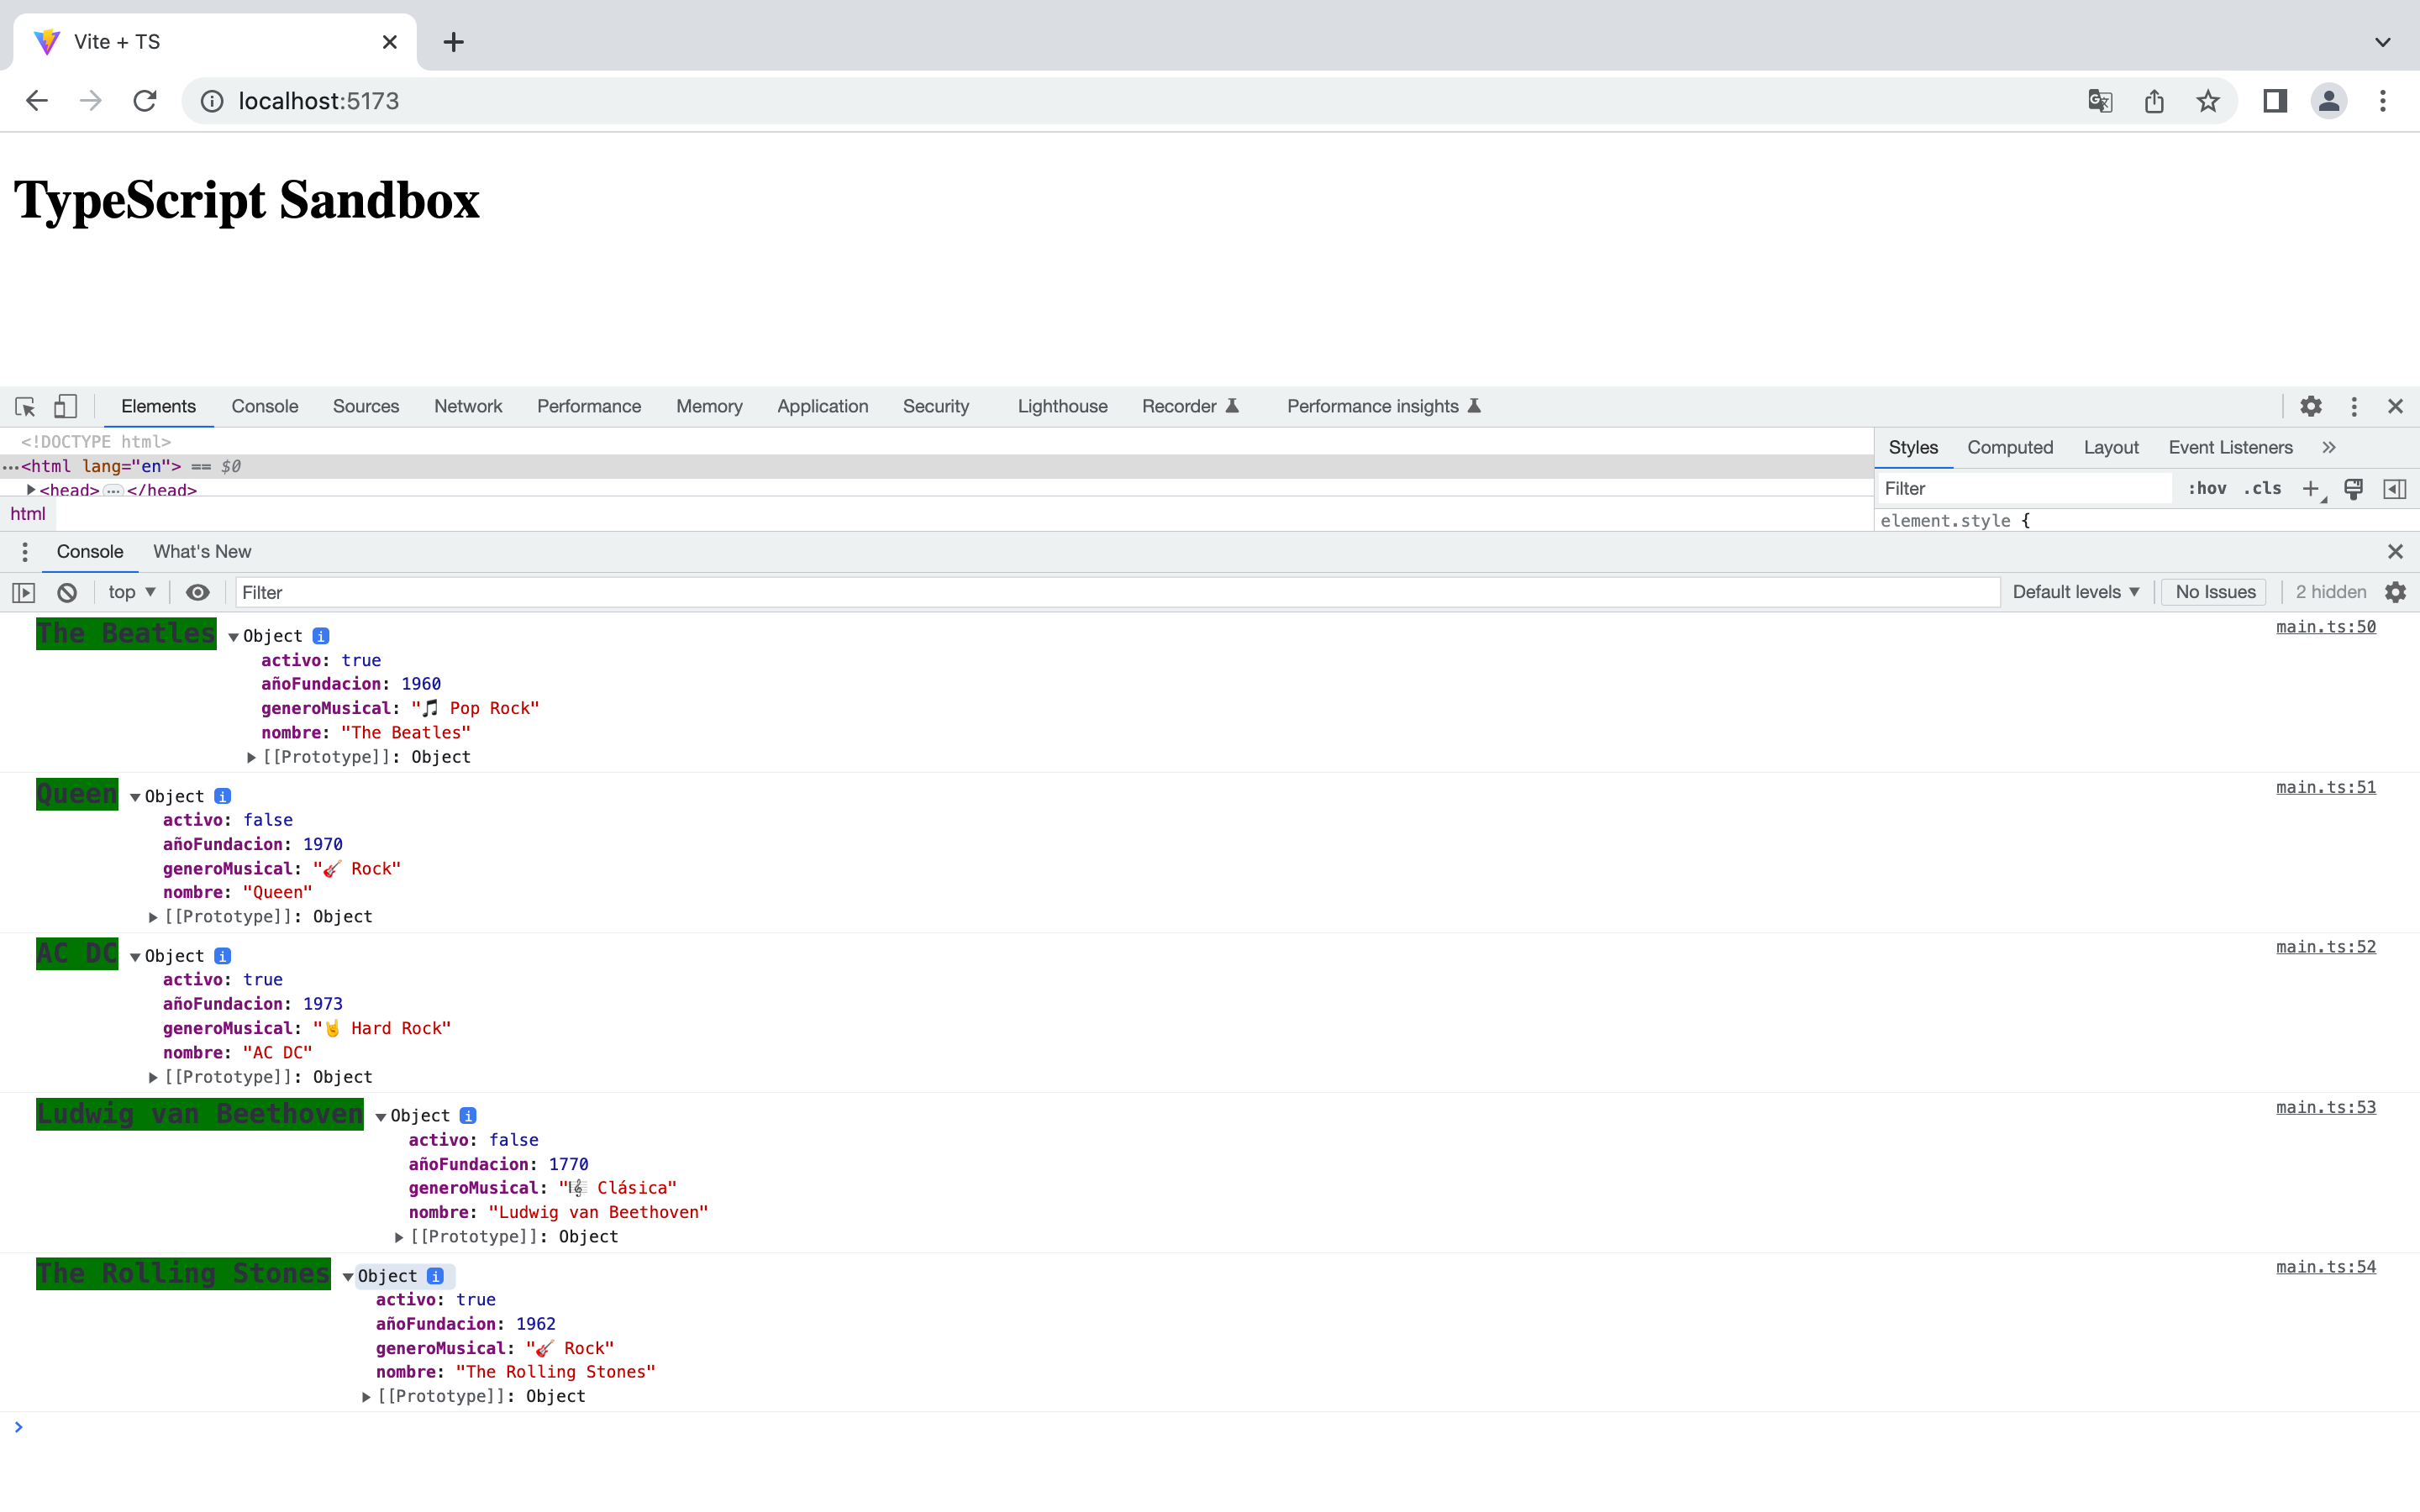 Vite + TS
localhost:5173
TypeScript Sandbox
Elements Console Sources Network Performance Memory Application Security Lighthouse Recorder Performance insights
<!DOCTYPE html>
<html lang="en"> == $0
<head> … </head>
html
Styles Computed Layout Event Listeners »
Filter :hov .cls +
element.style {
Console What's New
top ▼ Filter Default levels ▼ No Issues 2 hidden
The Beatles ▼Object i main.ts:50
activo: true
añoFundacion: 1960
generoMusical: "🎵 Pop Rock"
nombre: "The Beatles"
▶[[Prototype]]: Object
Queen ▼Object i main.ts:51
activo: false
añoFundacion: 1970
generoMusical: "🎸 Rock"
nombre: "Queen"
▶[[Prototype]]: Object
AC DC ▼Object i main.ts:52
activo: true
añoFundacion: 1973
generoMusical: "🤘 Hard Rock"
nombre: "AC DC"
▶[[Prototype]]: Object
Ludwig van Beethoven ▼Object i main.ts:53
activo: false
añoFundacion: 1770
generoMusical: "🎼 Clásica"
nombre: "Ludwig van Beethoven"
▶[[Prototype]]: Object
The Rolling Stones ▼Object i main.ts:54
activo: true
añoFundacion: 1962
generoMusical: "🎸 Rock"
nombre: "The Rolling Stones"
▶[[Prototype]]: Object